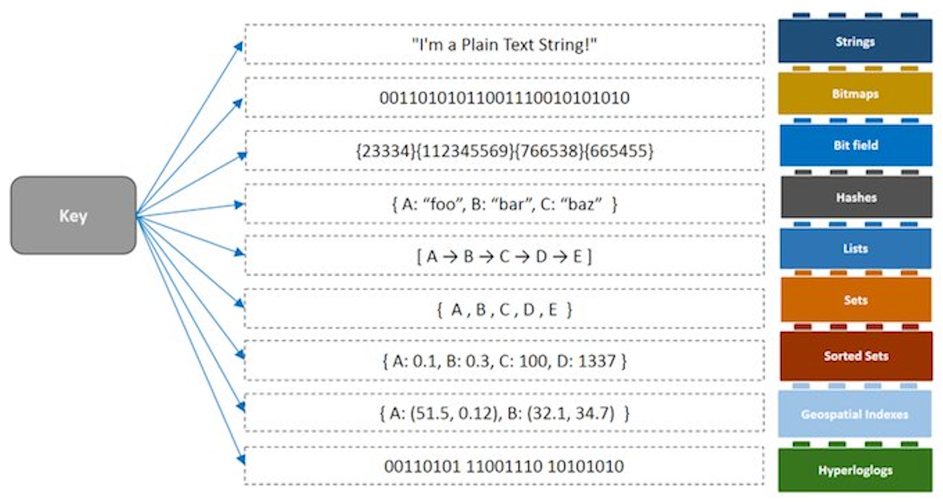 "I'm a Plain Text String!"
Strings
00110101011001110010101010
Bitmaps
{23334}{112345569}{766538}{665455}
Bit field
Key
{ A: “foo”, B: “bar”, C: “baz” }
Hashes
[ A → B → C → D → E ]
Lists
{ A , B , C , D , E }
Sets
{ A: 0.1, B: 0.3, C: 100, D: 1337 }
Sorted Sets
{ A: (51.5, 0.12), B: (32.1, 34.7) }
Geospatial Indexes
00110101 11001110 10101010
Hyperloglogs